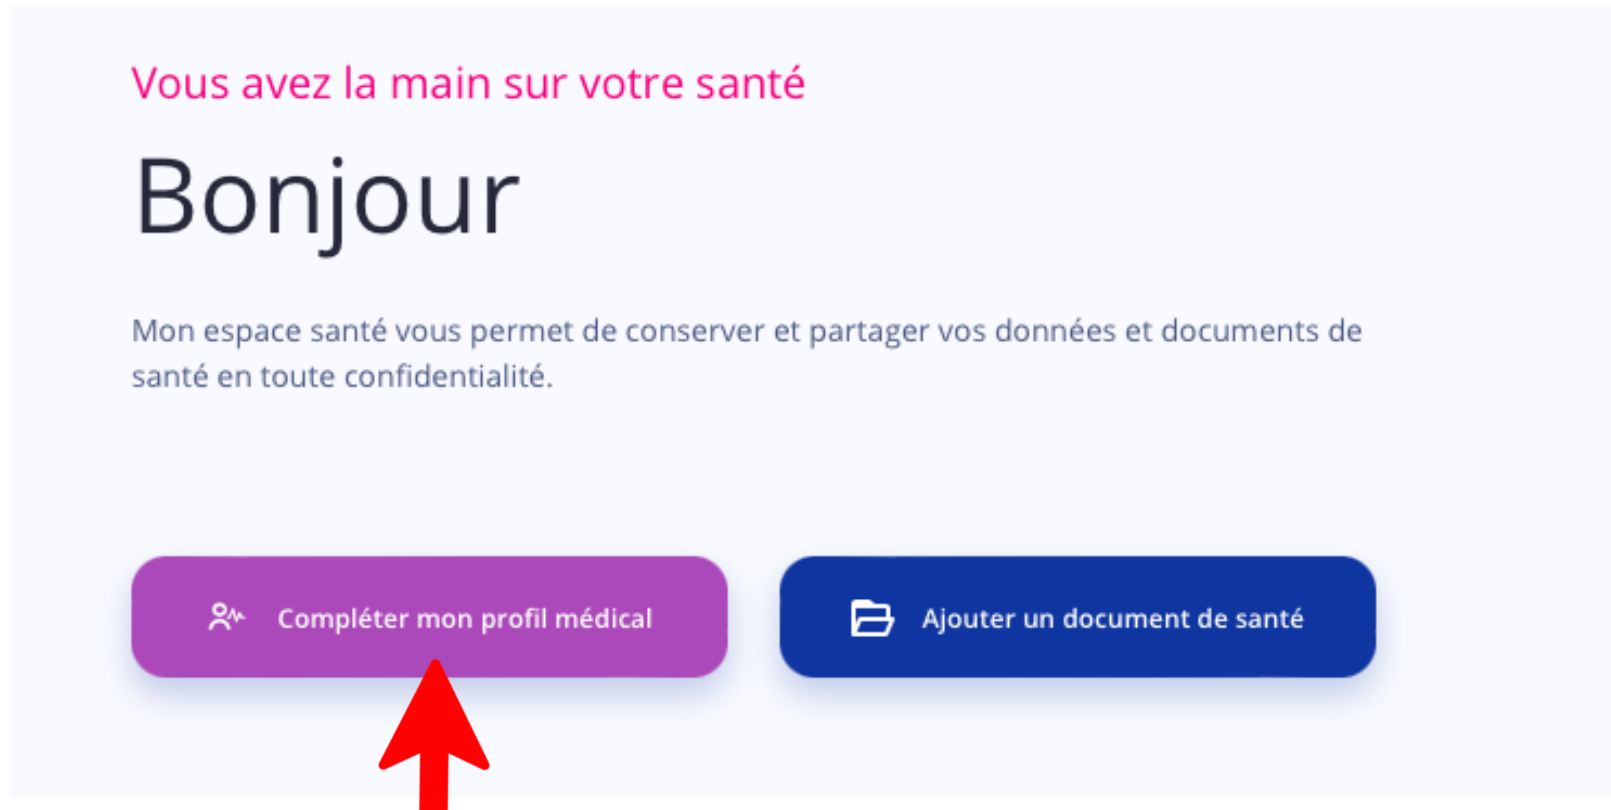 Vous avez la main sur votre santé
Bonjour
Mon espace santé vous permet de conserver et partager vos données et documents de
santé en toute confidentialité.
Compléter mon profil médical
Ajouter un document de santé